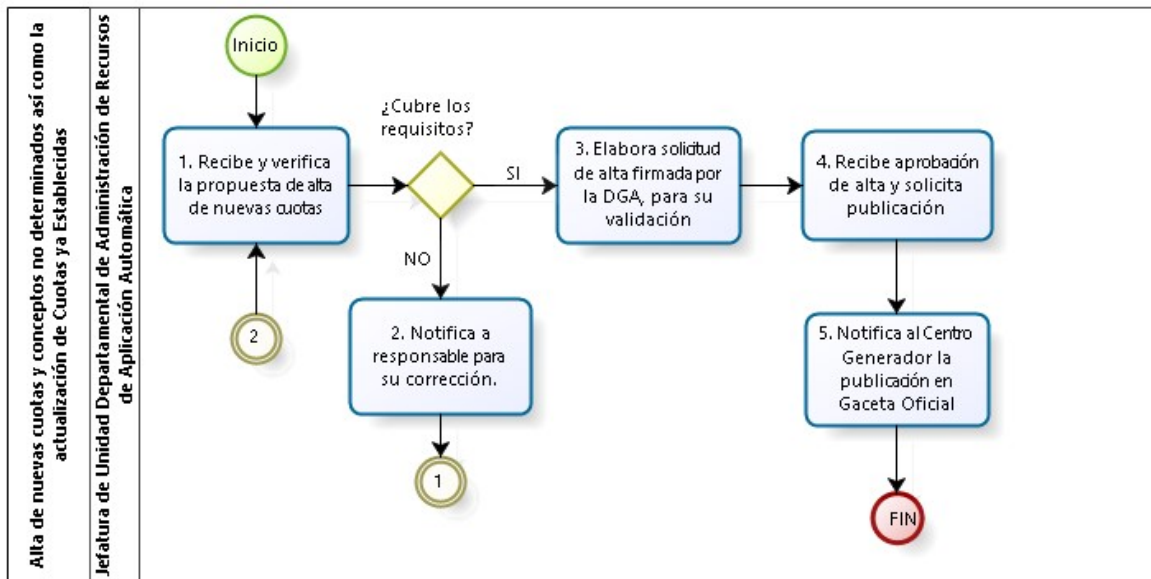 Alta de nuevas cuotas y conceptos no determinados así como la
actualización de Cuotas ya Establecidas
Jefatura de Unidad Departamental de Administración de Recursos
de Aplicación Automática
Inicio
1. Recibe y verifica
la propuesta de alta
de nuevas cuotas
2
¿Cubre los
requisitos?
SI
NO
2. Notifica a
responsable para
su corrección.
1
3. Elabora solicitud
de alta firmada por
la DGA, para su
validación
4. Recibe aprobación
de alta y solicita
publicación
5. Notifica al Centro
Generador la
publicación en
Gaceta Oficial
FIN